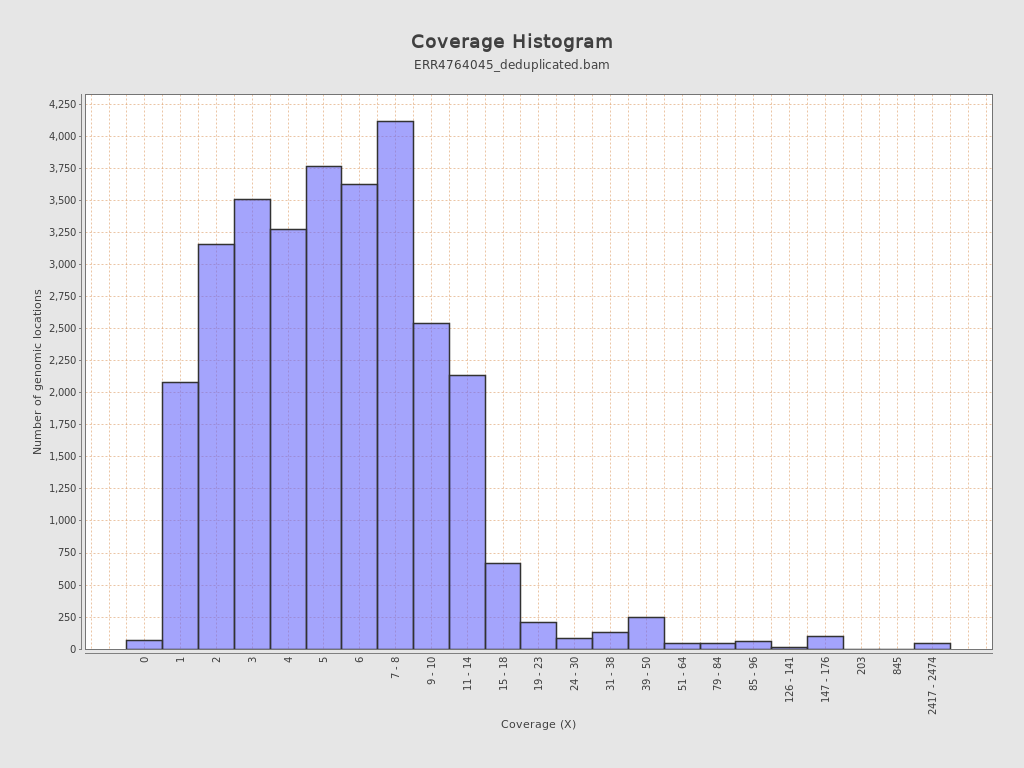 Coverage Histogram
ERR4764045_deduplicated.bam
Number of genomic locations
4,250
4,000
3,750
3,500
3,250
3,000
2,750
2,500
2,250
2,000
1,750
1,500
1,250
1,000
750
500
250
0
0
1
2
3
4
5
6
7 - 8
9 - 10
11 - 14
15 - 18
19 - 23
24 - 30
31 - 38
39 - 50
51 - 64
79 - 84
85 - 96
126 - 141
147 - 176
203
845
2417 - 2474
Coverage (X)